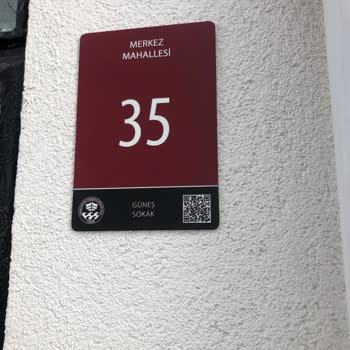 MERKEZ
MAHALLESİ
35
GÜNEŞ
SOKAK